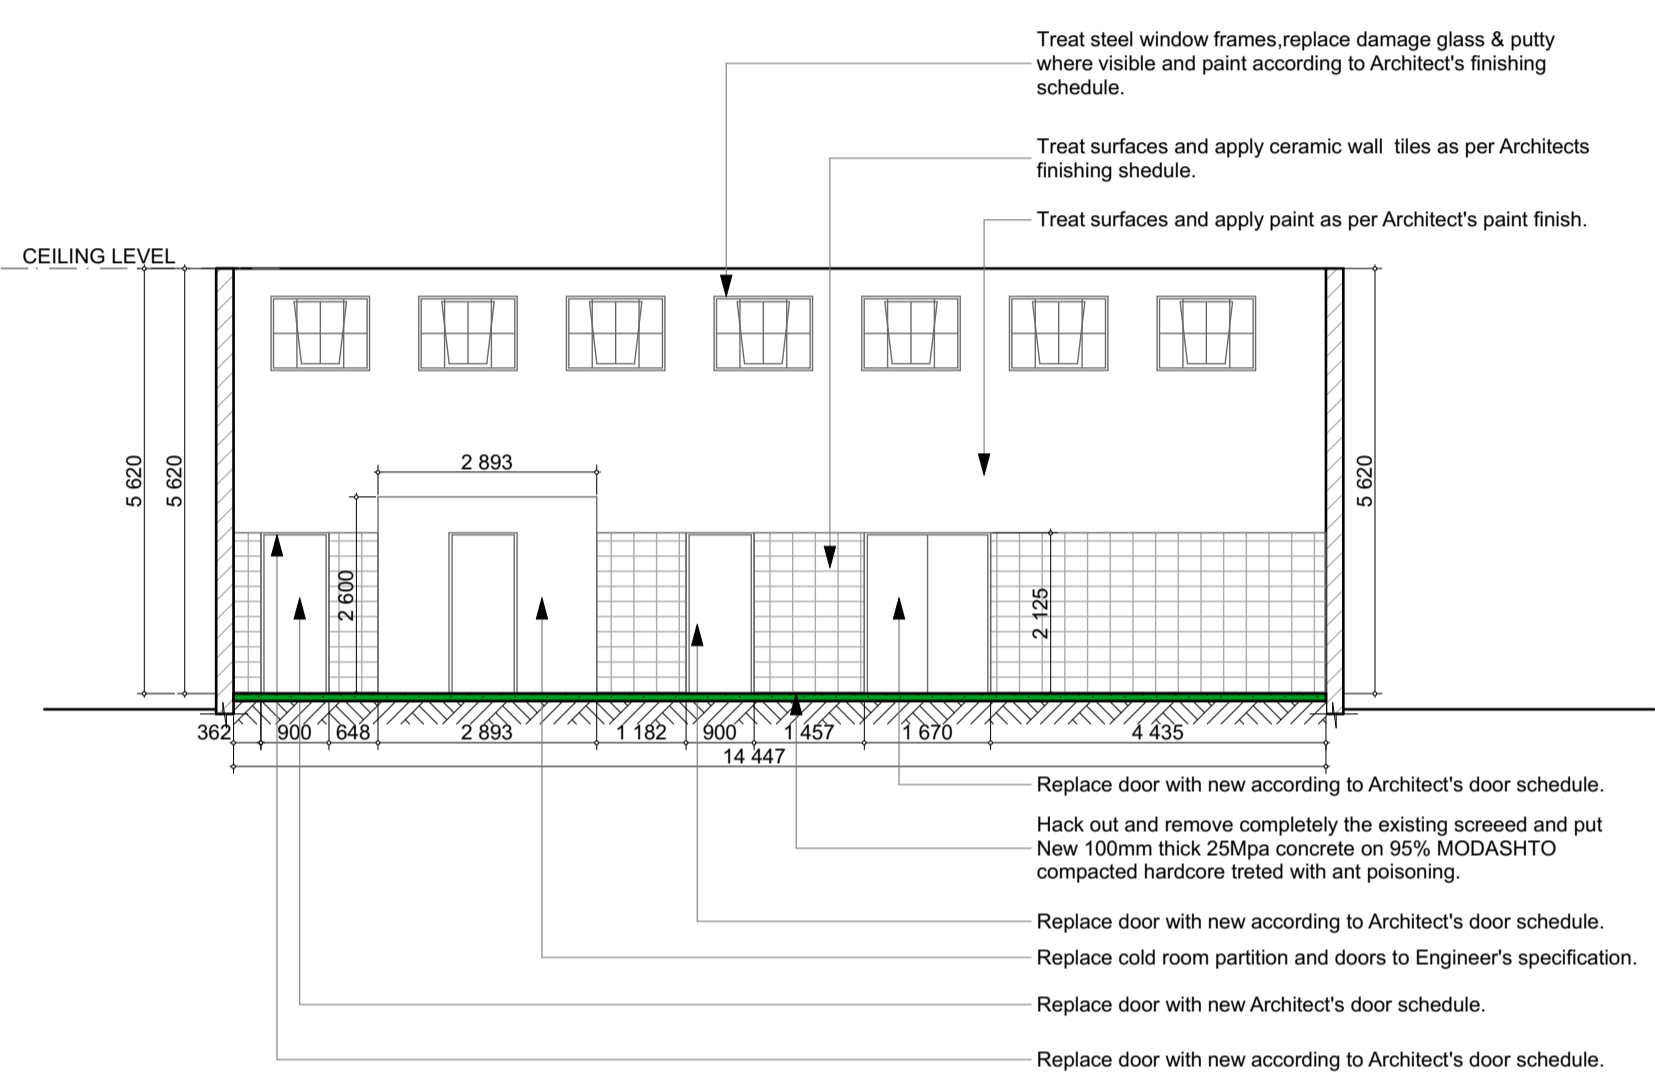 Treat steel window frames,replace damage glass & putty
where visible and paint according to Architect's finishing
schedule.
Treat surfaces and apply ceramic wall tiles as per Architects
finishing shedule.
Treat surfaces and apply paint as per Architect's paint finish.
CEILING LEVEL
5 620
5 620
5 620
2 893
2 600
2 125
362
900
648
2 893
1 182
900
1 457
1 670
4 435
14 447
Replace door with new according to Architect's door schedule.
Hack out and remove completely the existing screeed and put
New 100mm thick 25Mpa concrete on 95% MODASHTO
compacted hardcore treted with ant poisoning.
Replace door with new according to Architect's door schedule.
Replace cold room partition and doors to Engineer's specification.
Replace door with new Architect's door schedule.
Replace door with new according to Architect's door schedule.